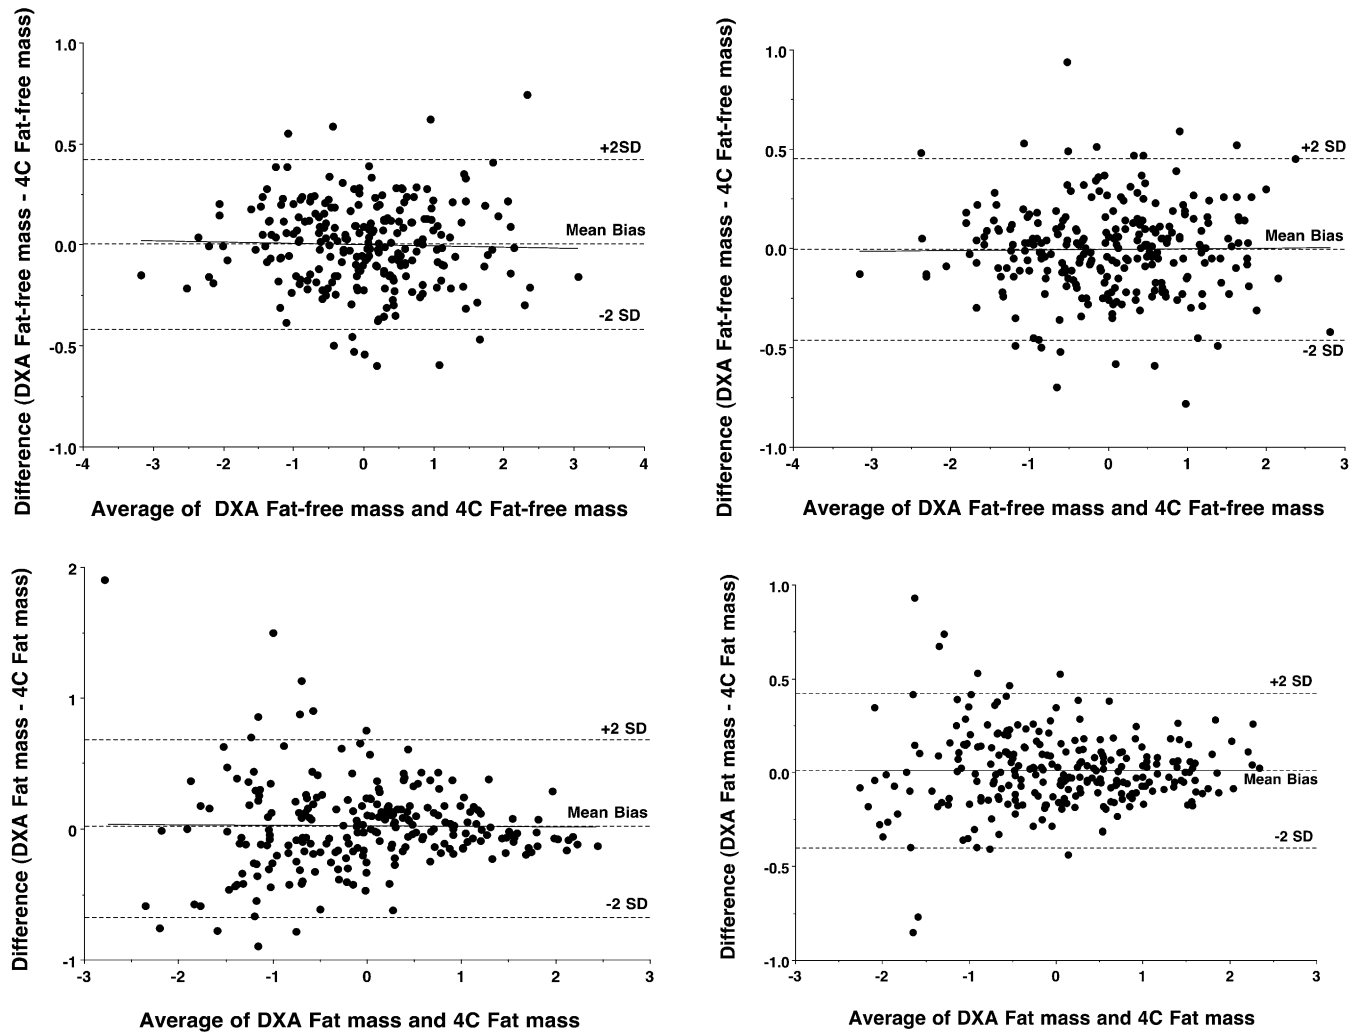 Difference (DXA Fat-free mass - 4C Fat-free mass)
1.0
0.5
0.0
-0.5
-1.0
+2SD
Mean Bias
-2 SD
-4 -3 -2 -1 0 1 2 3 4
Average of DXA Fat-free mass and 4C Fat-free mass
Difference (DXA Fat-free mass - 4C Fat-free mass)
1.0
0.5
0.0
-0.5
-1.0
+2 SD
Mean Bias
-2 SD
-4 -3 -2 -1 0 1 2 3
Average of DXA Fat-free mass and 4C Fat-free mass
Difference (DXA Fat mass - 4C Fat mass)
2
1
0
-1
+2 SD
Mean Bias
-2 SD
-3 -2 -1 0 1 2 3
Average of DXA Fat mass and 4C Fat mass
Difference (DXA Fat mass - 4C Fat mass)
1.0
0.5
0.0
-0.5
-1.0
+2 SD
Mean Bias
-2 SD
-3 -2 -1 0 1 2 3
Average of DXA Fat mass and 4C Fat mass